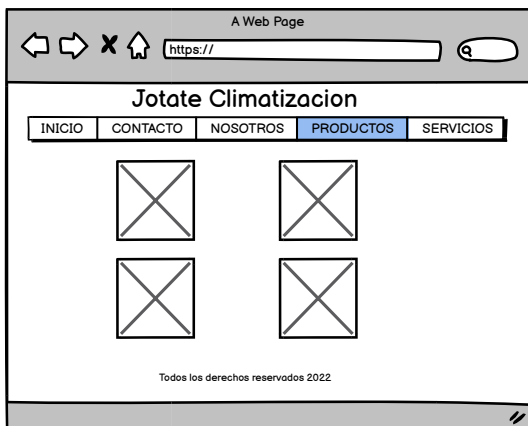 A Web Page
https://
Jotate Climatizacion
INICIO CONTACTO NOSOTROS PRODUCTOS SERVICIOS
Todos los derechos reservados 2022